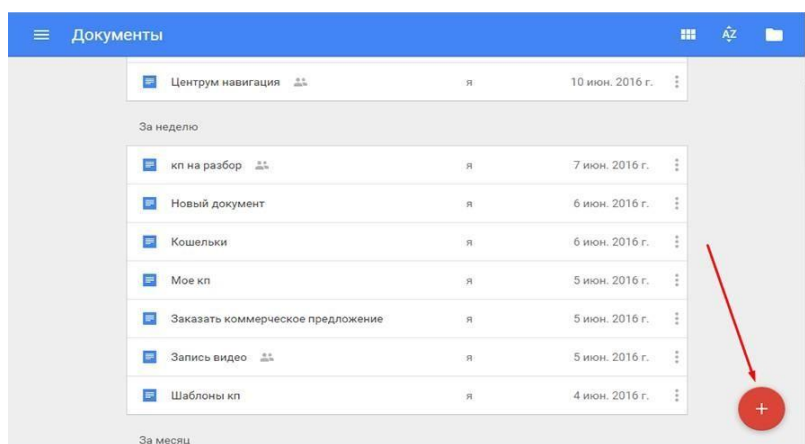 Документы
Центрум навигация я 10 июн. 2016 г.
За неделю
кп на разбор я 7 июн. 2016 г.
Новый документ я 6 июн. 2016 г.
Кошельки я 6 июн. 2016 г.
Мое кп я 5 июн. 2016 г.
Заказать коммерческое предложение я 5 июн. 2016 г.
Запись видео я 5 июн. 2016 г.
Шаблоны кп я 4 июн. 2016 г.
За месяц